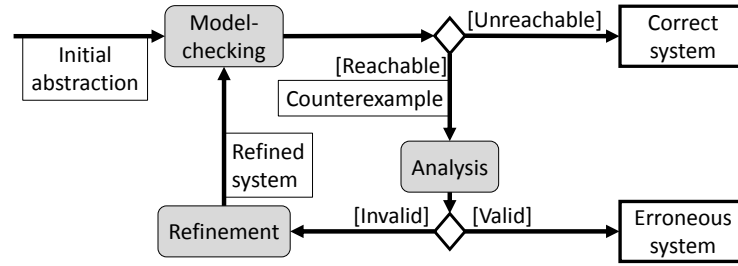 Model-
checking
[Unreachable]
Correct
system
Initial
abstraction
[Reachable]
Counterexample
Refined
system
Analysis
[Invalid]
[Valid]
Erroneous
system
Refinement